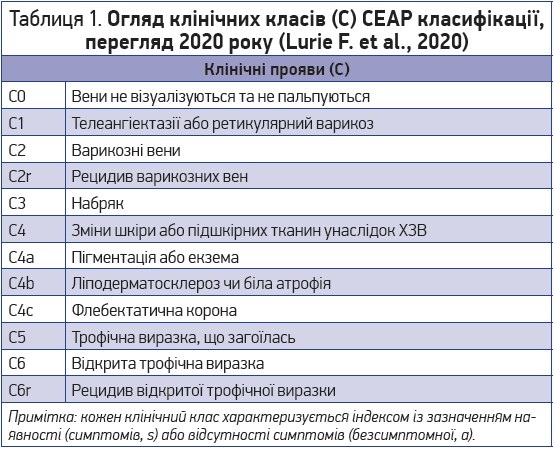 Таблиця 1. Огляд клінічних класів (С) CEAP класифікації,
перегляд 2020 року (Lurie F. et al., 2020)
Клінічні прояви (С)
C0 Вени не візуалізуються та не пальпуються
C1 Телеангіектазії або ретикулярний варикоз
C2 Варикозні вени
C2r Рецидив варикозних вен
C3 Набряк
C4 Зміни шкіри або підшкірних тканин унаслідок ХЗВ
C4a Пігментація або екзема
C4b Ліподерматосклероз чи біла атрофія
C4c Флебектатична корона
C5 Трофічна виразка, що загоїлась
C6 Відкрита трофічна виразка
C6r Рецидив відкритої трофічної виразки
Примітка: кожен клінічний клас характеризується індексом із зазначенням на-
явності (симптомів, s) або відсутності симптомів (безсимптомної, a).